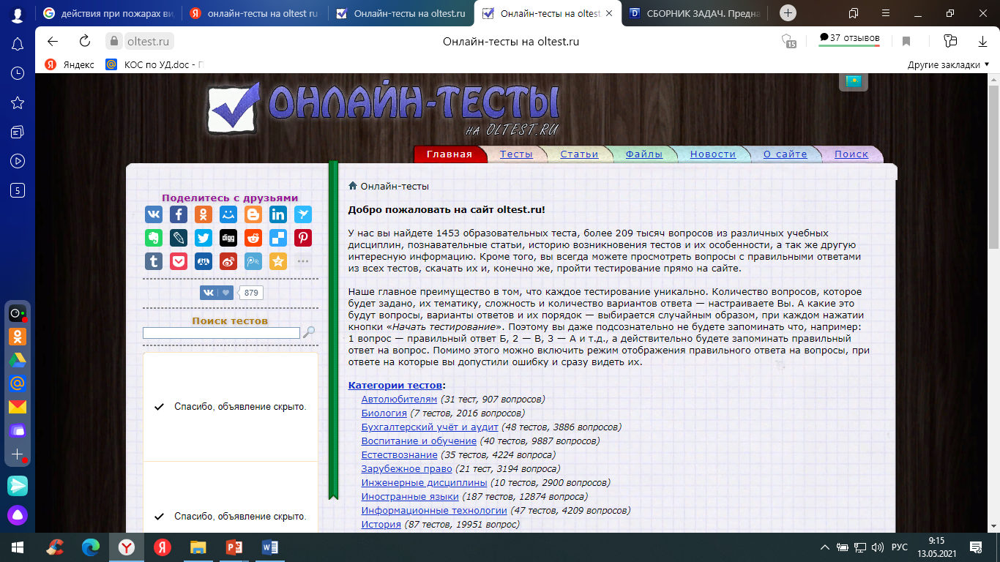 действия при пожарах ви
онлайн-тесты на oltest ru
Онлайн-тесты на oltest.ru
Онлайн-тесты на oltest
СБОРНИК ЗАДАЧ. Предна
oltest.ru
Онлайн-тесты на oltest.ru
15
37 отзывов
Яндекс
КОС по УД.doc - П
Другие закладки
5
ОНЛАЙН-ТЕСТЫ
на OLTEST.RU
Главная
Тесты
Статьи
Файлы
Новости
О сайте
Поиск
Поделитесь с друзьями
digg
879
Поиск тестов
Спасибо, объявление скрыто.
Спасибо, объявление скрыто.
Онлайн-тесты
Добро пожаловать на сайт oltest.ru!
У нас вы найдете 1453 образовательных теста, более 209 тысяч вопросов из различных учебных
дисциплин, познавательные статьи, историю возникновения тестов и их особенности, а так же другую
интересную информацию. Кроме того, вы всегда можете просмотреть вопросы с правильными ответами
из всех тестов, скачать их и, конечно же, пройти тестирование прямо на сайте.
Наше главное преимущество в том, что каждое тестирование уникально. Количество вопросов, которое
будет задано, их тематику, сложность и количество вариантов ответа — настраиваете Вы. А какие это
будут вопросы, варианты ответов и их порядок — выбирается случайным образом, при каждом нажатии
кнопки «Начать тестирование». Поэтому вы даже подсознательно не будете запоминать что, например:
1 вопрос — правильный ответ Б, 2 — В, 3 — А и т.д., а действительно будете запоминать правильный
ответ на вопрос. Помимо этого можно включить режим отображения правильного ответа на вопросы, при
ответе на которые вы допустили ошибку и сразу видеть их.
Категории тестов:
Автолюбителям (31 тест, 907 вопросов)
Биология (7 тестов, 2016 вопросов)
Бухгалтерский учёт и аудит (48 тестов, 3886 вопросов)
Воспитание и обучение (40 тестов, 9887 вопросов)
Естествознание (35 тестов, 4224 вопроса)
Зарубежное право (21 тест, 3194 вопроса)
Инженерные дисциплины (10 тестов, 2900 вопросов)
Иностранные языки (187 тестов, 12874 вопроса)
Информационные технологии (47 тестов, 4209 вопросов)
История (87 тестов, 19951 вопрос)
РУС
9:15
13.05.2021